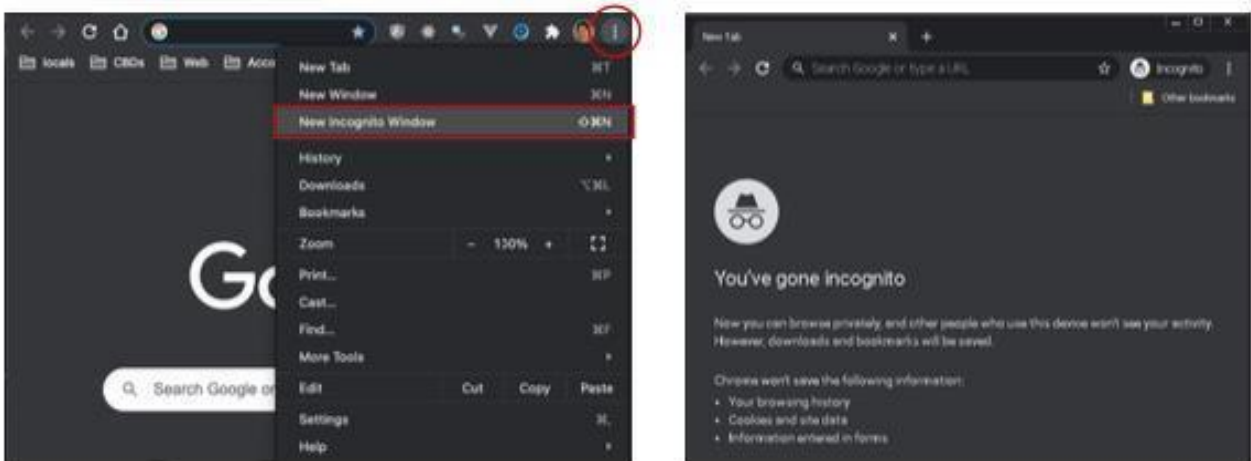 locals CBDs Web Acco
New Tab ⌘T
New Window ⌘N
New Incognito Window ⇧⌘N
History
Downloads ⌥⌘L
Bookmarks
Zoom - 100% +
Print... ⌘P
Cast...
Find... ⌘F
More Tools
Edit Cut Copy Paste
Settings ⌘,
Help
Go
Search Google or
New Tab
Search Google or type a URL
Incognito
Other bookmarks
You've gone incognito
Now you can browse privately, and other people who use this device won't see your activity.
However, downloads and bookmarks will be saved.
Chrome won't save the following information:
• Your browsing history
• Cookies and site data
• Information entered in forms